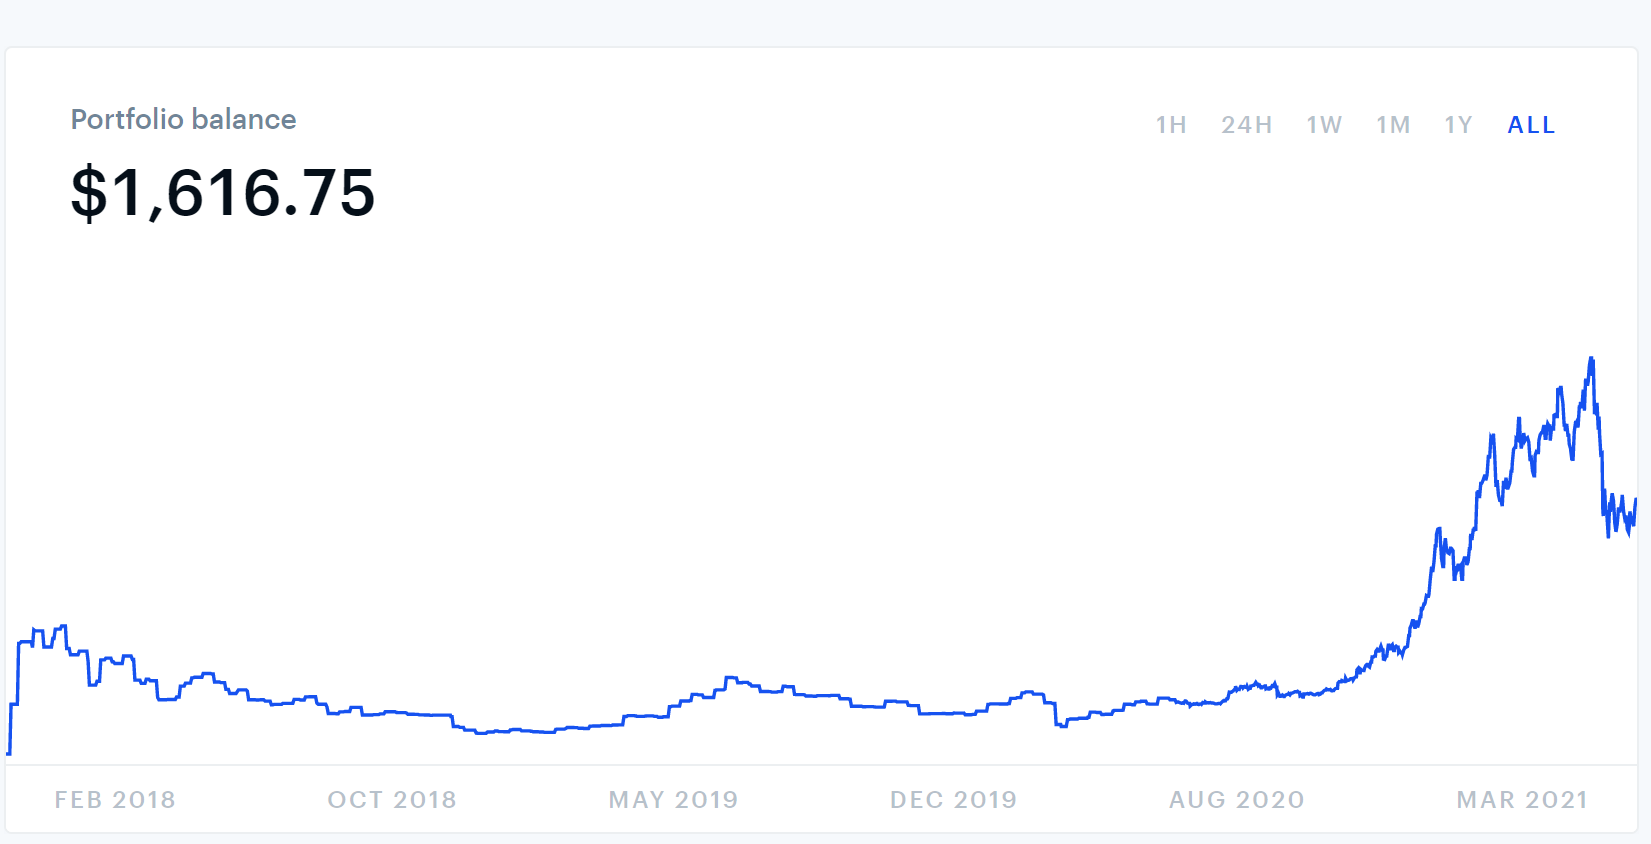 Portfolio balance
1H 24H 1W 1M 1Y ALL
$1,616.75
FEB 2018 OCT 2018 MAY 2019 DEC 2019 AUG 2020 MAR 2021